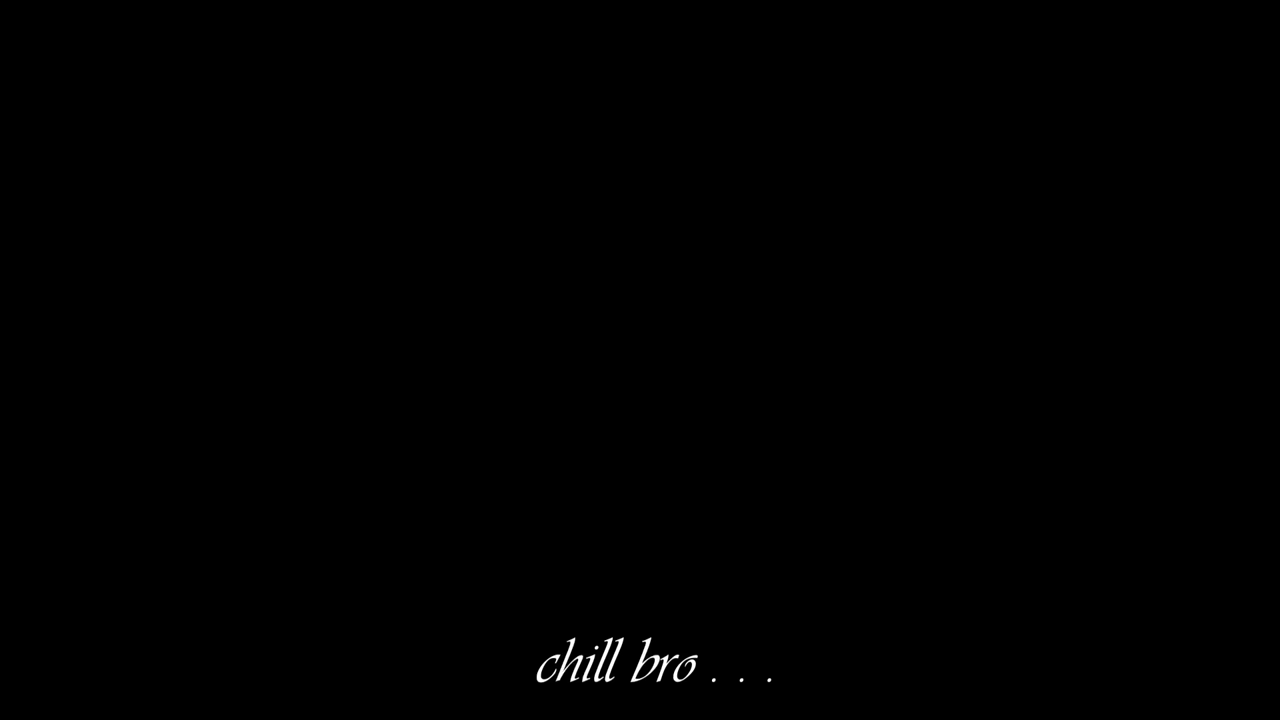 chill bro . . .